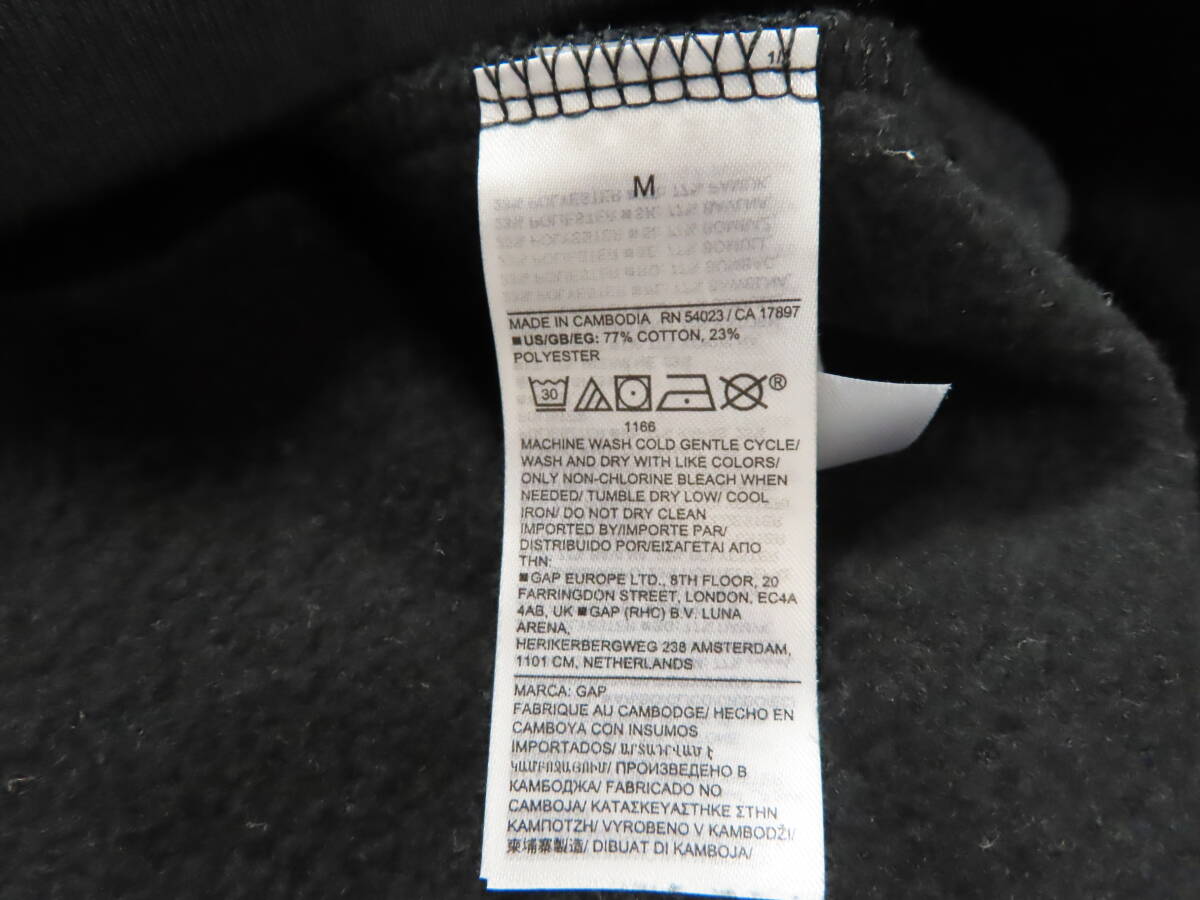 1/
M
MADE IN CAMBODIA RN 54023 / CA 17897
■US/GB/EG: 77% COTTON, 23%
POLYESTER
30
®
1166
MACHINE WASH COLD GENTLE CYCLE/
WASH AND DRY WITH LIKE COLORS/
ONLY NON-CHLORINE BLEACH WHEN
NEEDED/ TUMBLE DRY LOW/ COOL
IRON/ DO NOT DRY CLEAN
IMPORTED BY/IMPORTE PAR/
DISTRIBUIDO POR/ΕΙΣΑΓΕΤΑΙ ΑΠΟ
ΤΗΝ:
■GAP EUROPE LTD., 8TH FLOOR, 20
FARRINGDON STREET, LONDON, EC4A
4AB, UK ■GAP (RHC) B.V. LUNA
ARENA,
HERIKERBERGWEG 238 AMSTERDAM,
1101 CM, NETHERLANDS
MARCA: GAP
FABRIQUE AU CAMBODGE/ HECHO EN
CAMBOYA CON INSUMOS
IMPORTADOS/ ԱՐՏԱԴՐՎԱԾ Է
ԿԱՄԲՈՋԱՅՈՒՄ/ ПРОИЗВЕДЕНО В
КАМБОДЖА/ FABRICADO NO
CAMBOJA/ ΚΑΤΑΣΚΕΥΑΣΤΗΚΕ ΣΤΗΝ
ΚΑΜΠΟΤΖΗ/ VYROBENO V KAMBODŽI/
柬埔寨製造/ DIBUAT DI KAMBOJA/